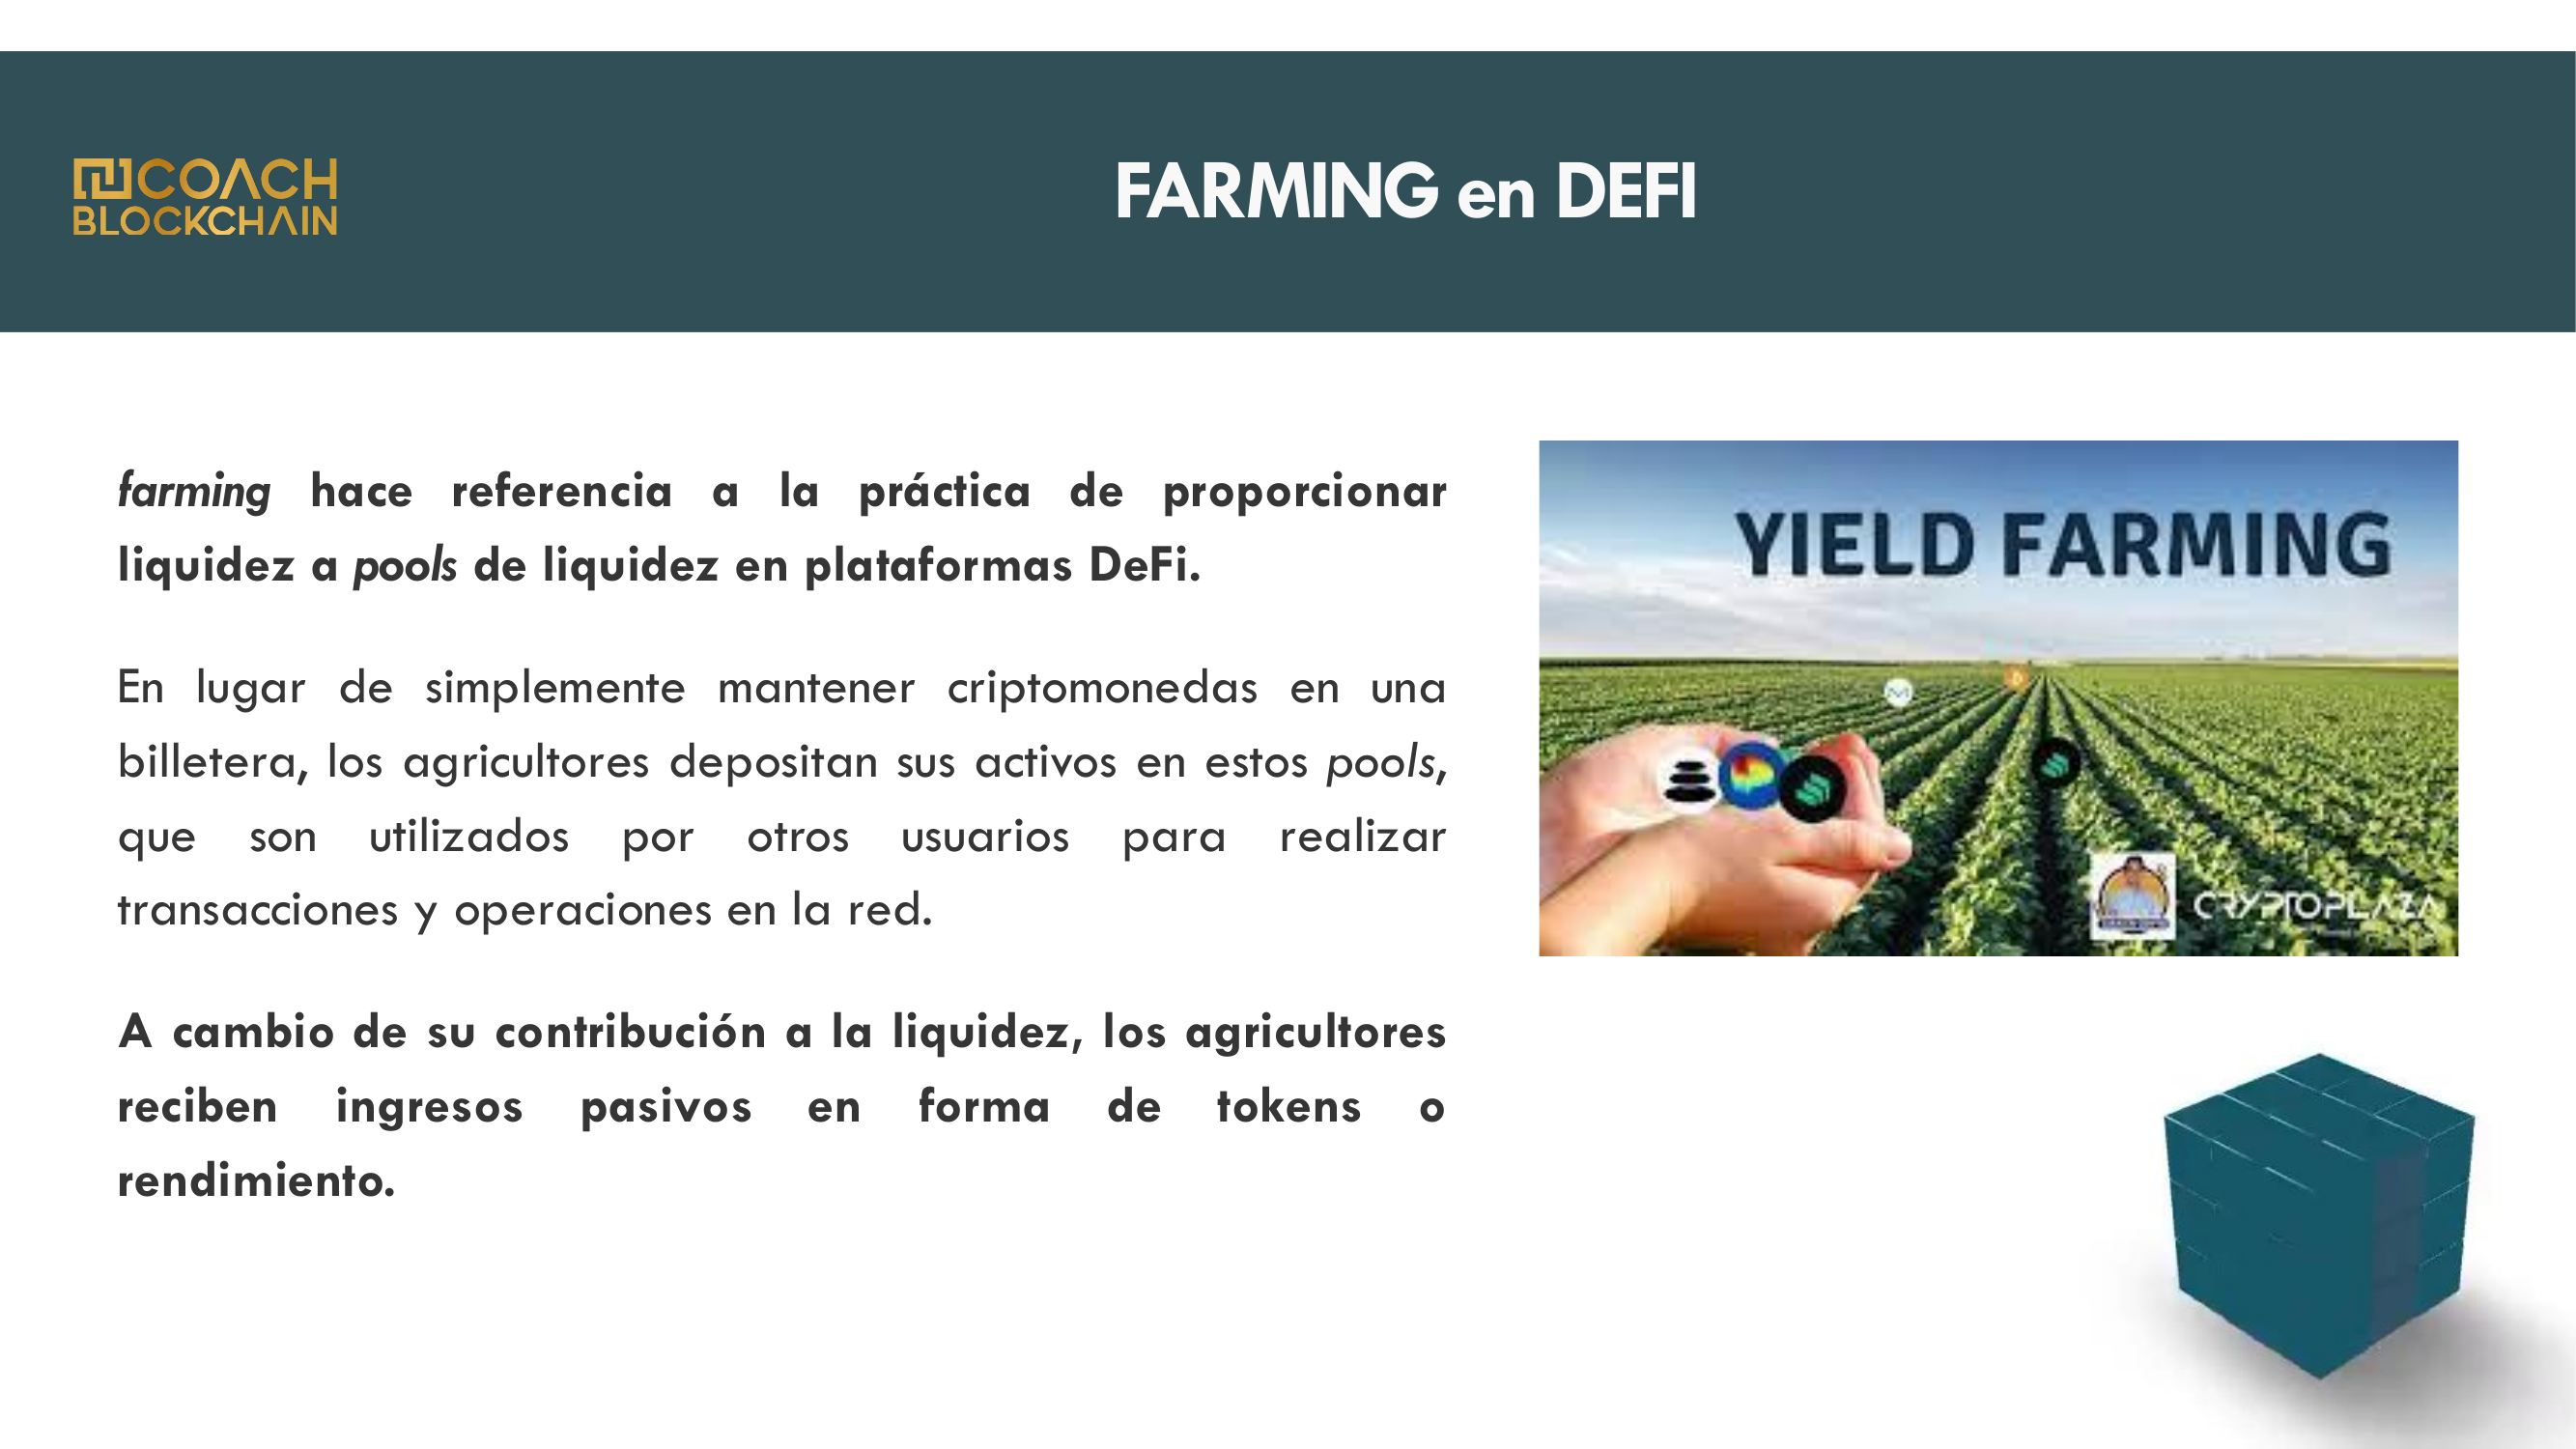 COACH
BLOCKCHAIN
FARMING en DEFI
farming hace referencia a la práctica de proporcionar
liquidez a pools de liquidez en plataformas DeFi.
En lugar de simplemente mantener criptomonedas en una
billetera, los agricultores depositan sus activos en estos pools,
que son utilizados por otros usuarios para realizar
transacciones y operaciones en la red.
A cambio de su contribución a la liquidez, los agricultores
reciben ingresos pasivos en forma de tokens o
rendimiento.
YIELD FARMING
CRYPTOPLAZA